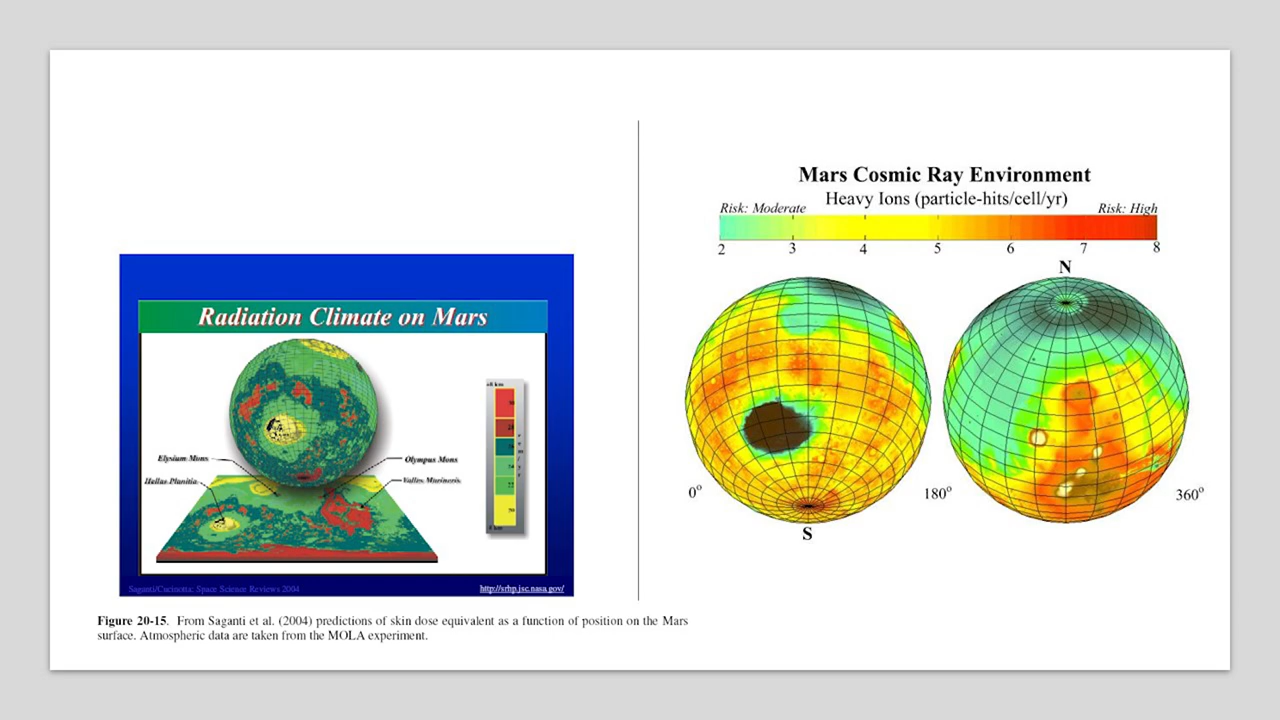 Radiation Climate on Mars
Elysium Mons
Hellas Planitia
Olympus Mons
Valles Marineris
Saganti/Cucinotta: Space Science Reviews 2004
http://srhp.jsc.nasa.gov/
Figure 20-15. From Saganti et al. (2004) predictions of skin dose equivalent as a function of position on the Mars
surface. Atmospheric data are taken from the MOLA experiment.
Mars Cosmic Ray Environment
Heavy Ions (particle-hits/cell/yr)
Risk: Moderate
Risk: High
2 3 4 5 6 7 8
N
0° 180° 360°
S